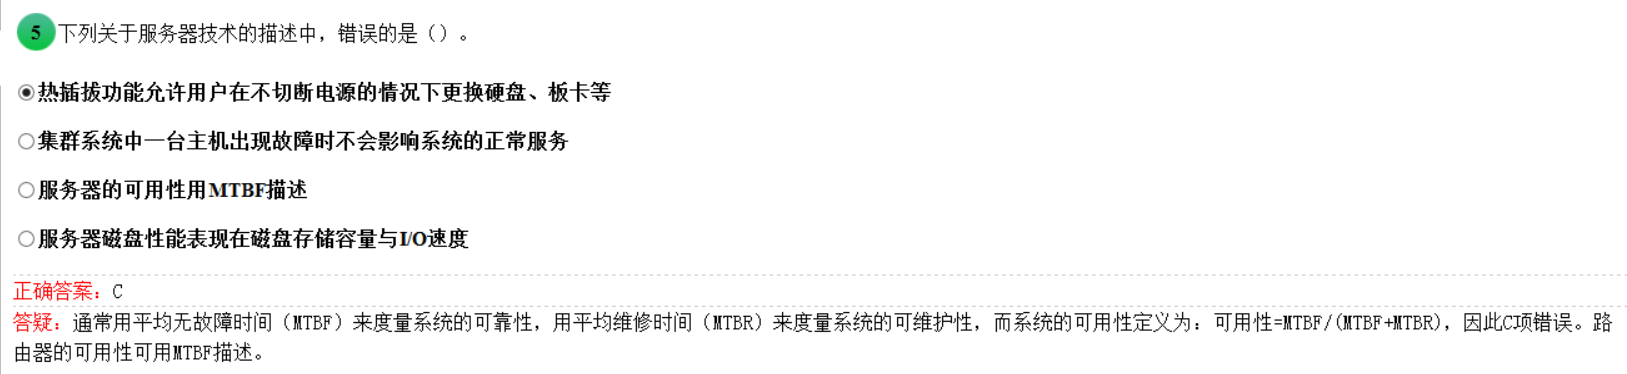 5 下列关于服务器技术的描述中，错误的是（）。
热插拔功能允许用户在不切断电源的情况下更换硬盘、板卡等
集群系统中一台主机出现故障时不会影响系统的正常服务
服务器的可用性用MTBF描述
服务器磁盘性能表现在磁盘存储容量与I/O速度
正确答案：C
答疑：通常用平均无故障时间（MTBF）来度量系统的可靠性，用平均维修时间（MTBR）来度量系统的可维护性，而系统的可用性定义为：可用性=MTBF/(MTBF+MTBR)，因此C项错误。路
由器的可用性可用MTBF描述。